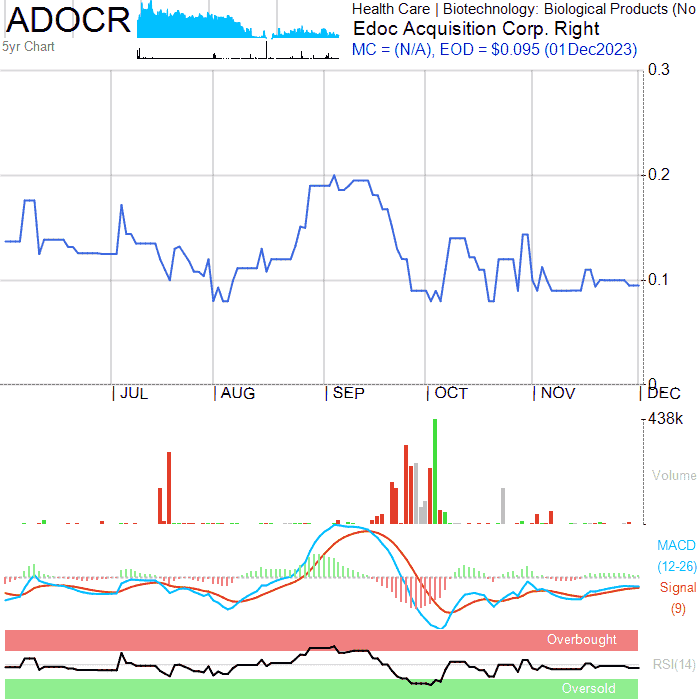 ADOCR
Health Care | Biotechnology: Biological Products (No
Edoc Acquisition Corp. Right
5yr Chart
MC = (N/A), EOD = $0.095 (01Dec2023)
0.3
0.2
0.1
0
| JUL | AUG | SEP | OCT | NOV | DEC
438k
Volume
MACD
(12-26)
Signal
(9)
Overbought
RSI(14)
Oversold